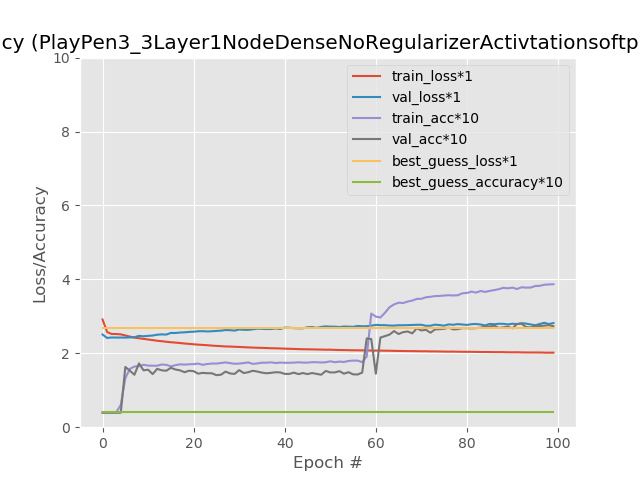 cy (PlayPen3_3Layer1NodeDenseNoRegularizerActivtationsoftp
10
8
6
4
2
0
Loss/Accuracy
train_loss*1
val_loss*1
train_acc*10
val_acc*10
best_guess_loss*1
best_guess_accuracy*10
0 20 40 60 80 100
Epoch #